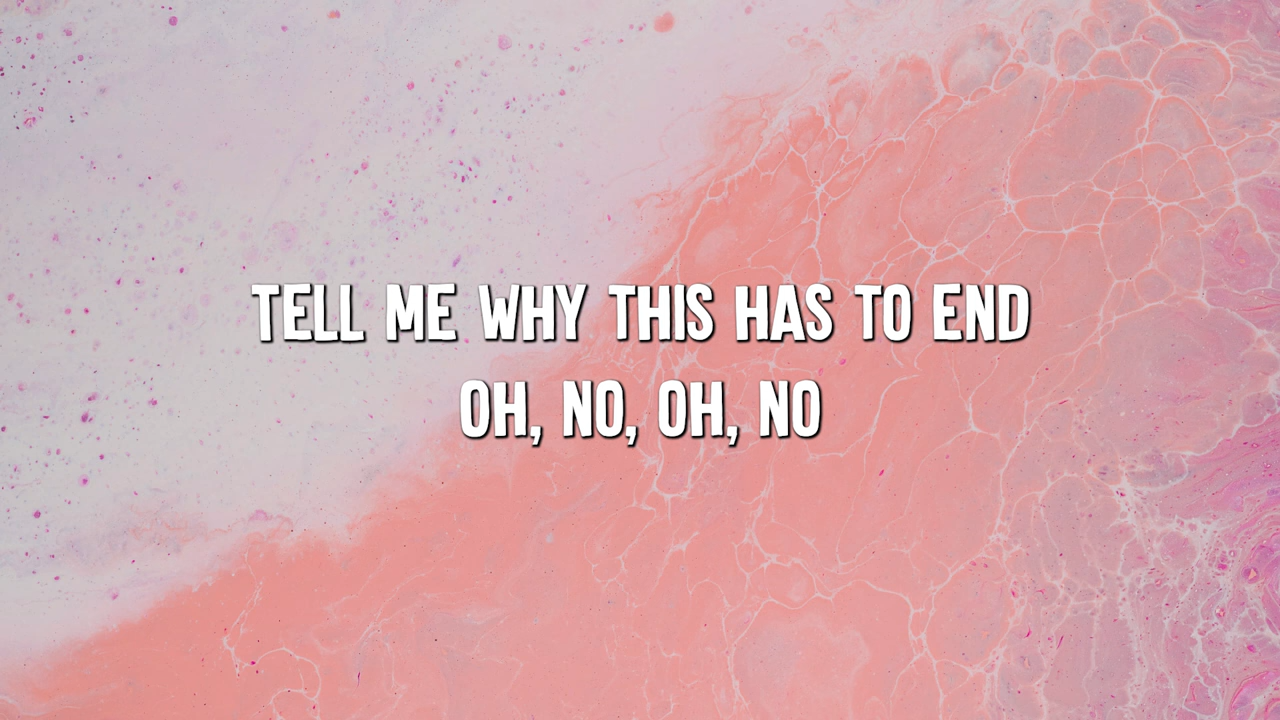 TELL ME WHY THIS HAS TO END
OH, NO, OH, NO